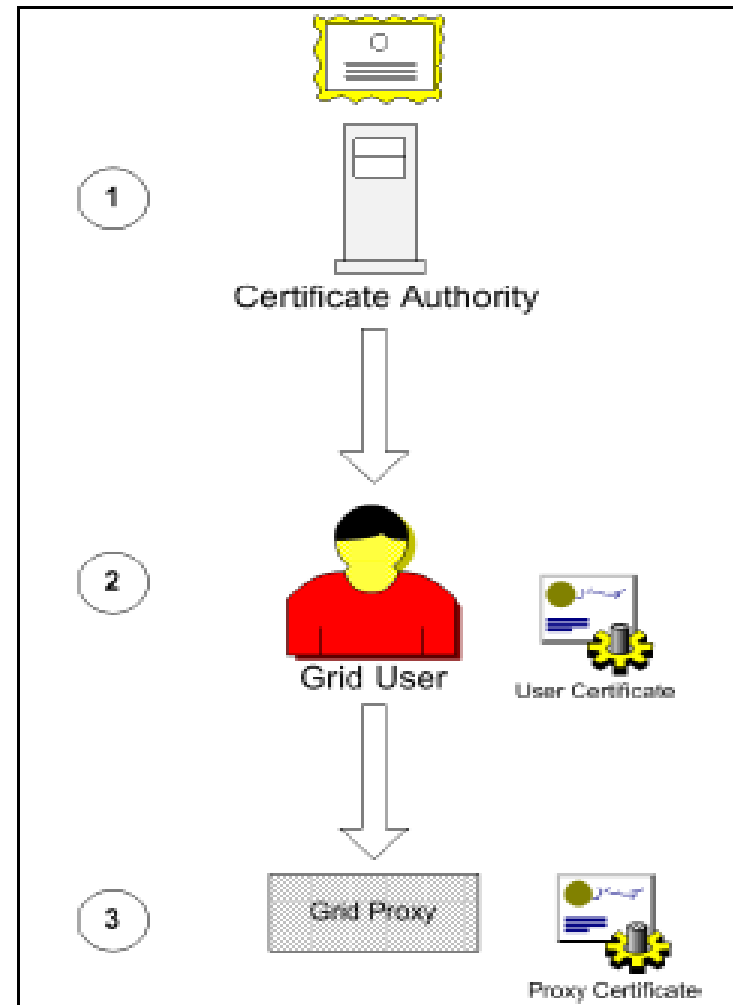 1
Certificate Authority
2
Grid User
User Certificate
3
Grid Proxy
Proxy Certificate